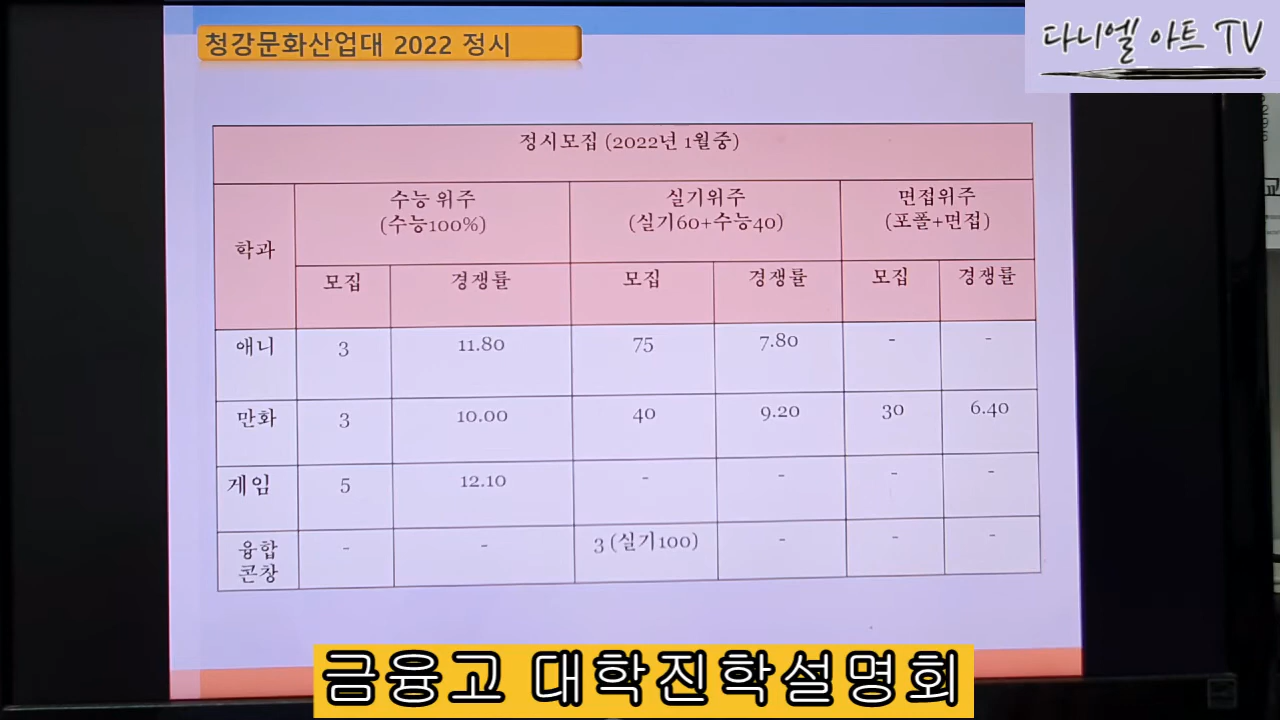 청강문화산업대 2022 정시
다니엘 아트 TV
정시모집 (2022년 1월중)
학과
수능 위주
(수능100%)
실기위주
(실기60+수능40)
면접위주
(포폴+면접)
모집 경쟁률 모집 경쟁률 모집 경쟁률
애니 3 11.80 75 7.80 - -
만화 3 10.00 40 9.20 30 6.40
게임 5 12.10 - - - -
융합
콘창
- - 3 (실기100) - - -
금융고 대학진학설명회